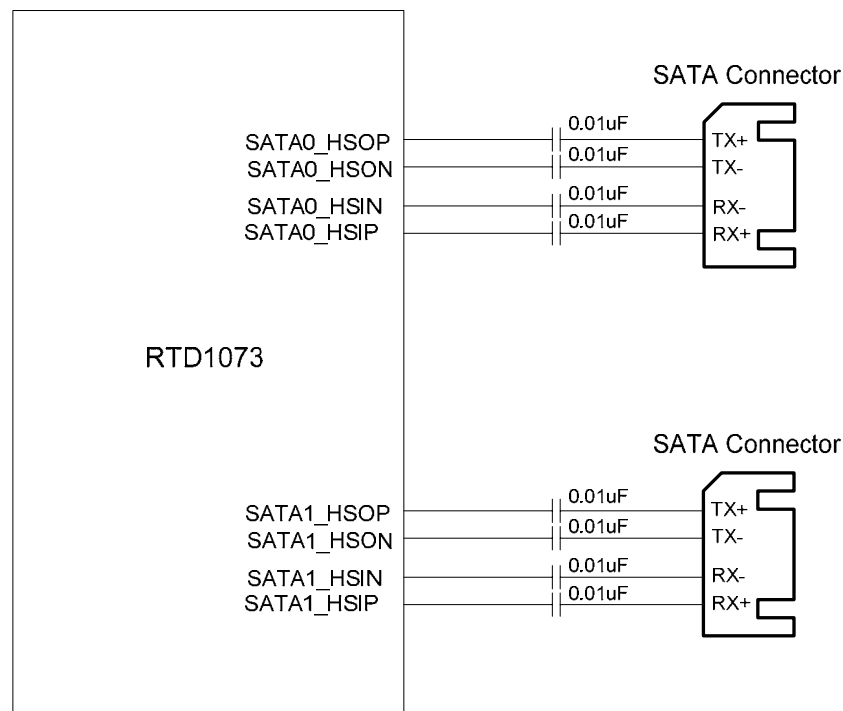 SATA Connector
SATA0_HSOP 0.01uF TX+
SATA0_HSON 0.01uF TX-
SATA0_HSIN 0.01uF RX-
SATA0_HSIP 0.01uF RX+
RTD1073
SATA Connector
SATA1_HSOP 0.01uF TX+
SATA1_HSON 0.01uF TX-
SATA1_HSIN 0.01uF RX-
SATA1_HSIP 0.01uF RX+